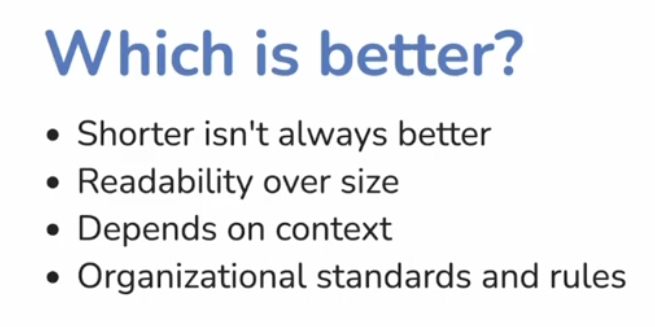 Which is better?
• Shorter isn't always better
• Readability over size
• Depends on context
• Organizational standards and rules